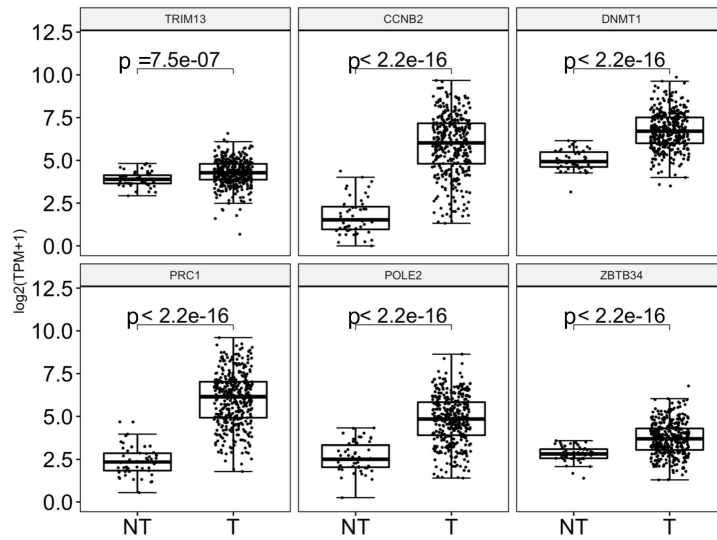 TRIM13 CCNB2 DNMT1
12.5
p =7.5e-07 p< 2.2e-16 p< 2.2e-16
10.0
7.5
5.0
2.5
0.0
log2(TPM+1)
PRC1 POLE2 ZBTB34
12.5
p< 2.2e-16 p< 2.2e-16 p< 2.2e-16
10.0
7.5
5.0
2.5
0.0
NT T NT T NT T